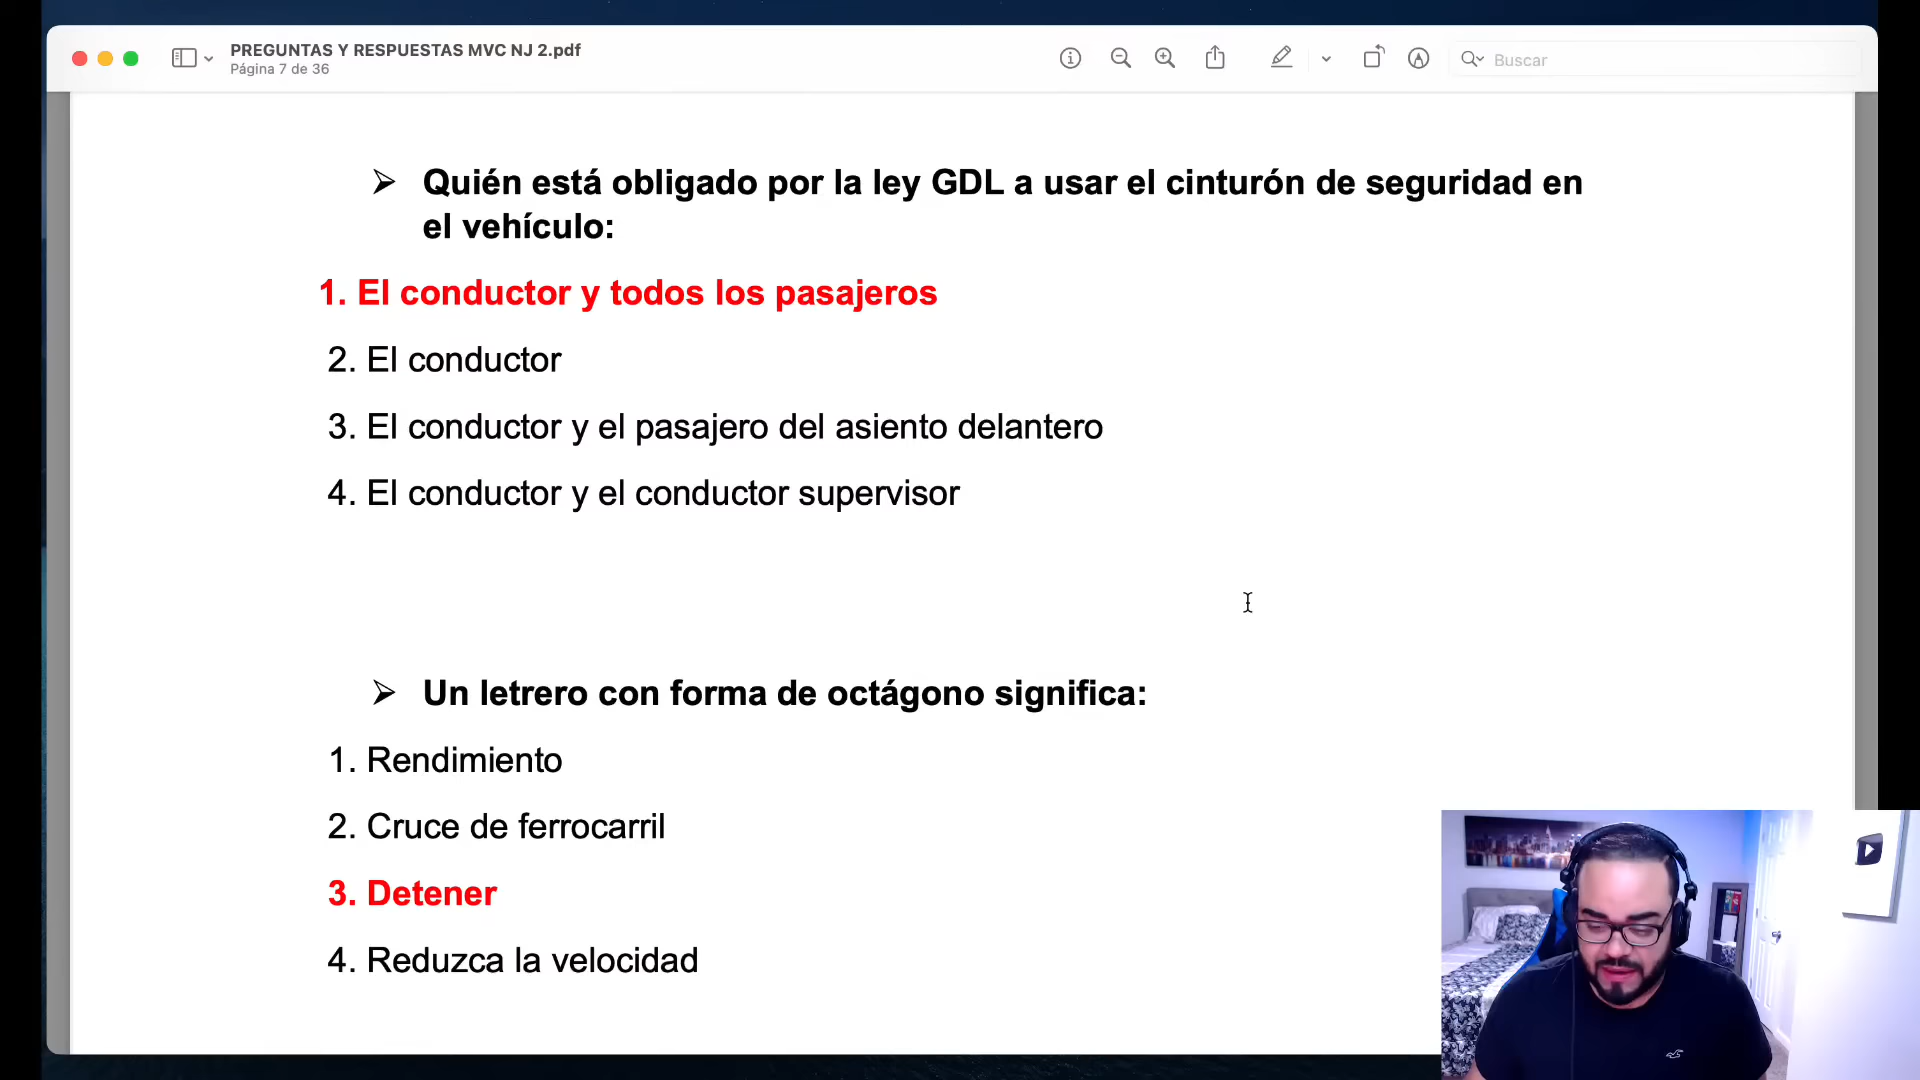 PREGUNTAS Y RESPUESTAS MVC NJ 2.pdf
Página 7 de 36
Buscar
➢ Quién está obligado por la ley GDL a usar el cinturón de seguridad en
el vehículo:
1. El conductor y todos los pasajeros
2. El conductor
3. El conductor y el pasajero del asiento delantero
4. El conductor y el conductor supervisor
➢ Un letrero con forma de octágono significa:
1. Rendimiento
2. Cruce de ferrocarril
3. Detener
4. Reduzca la velocidad